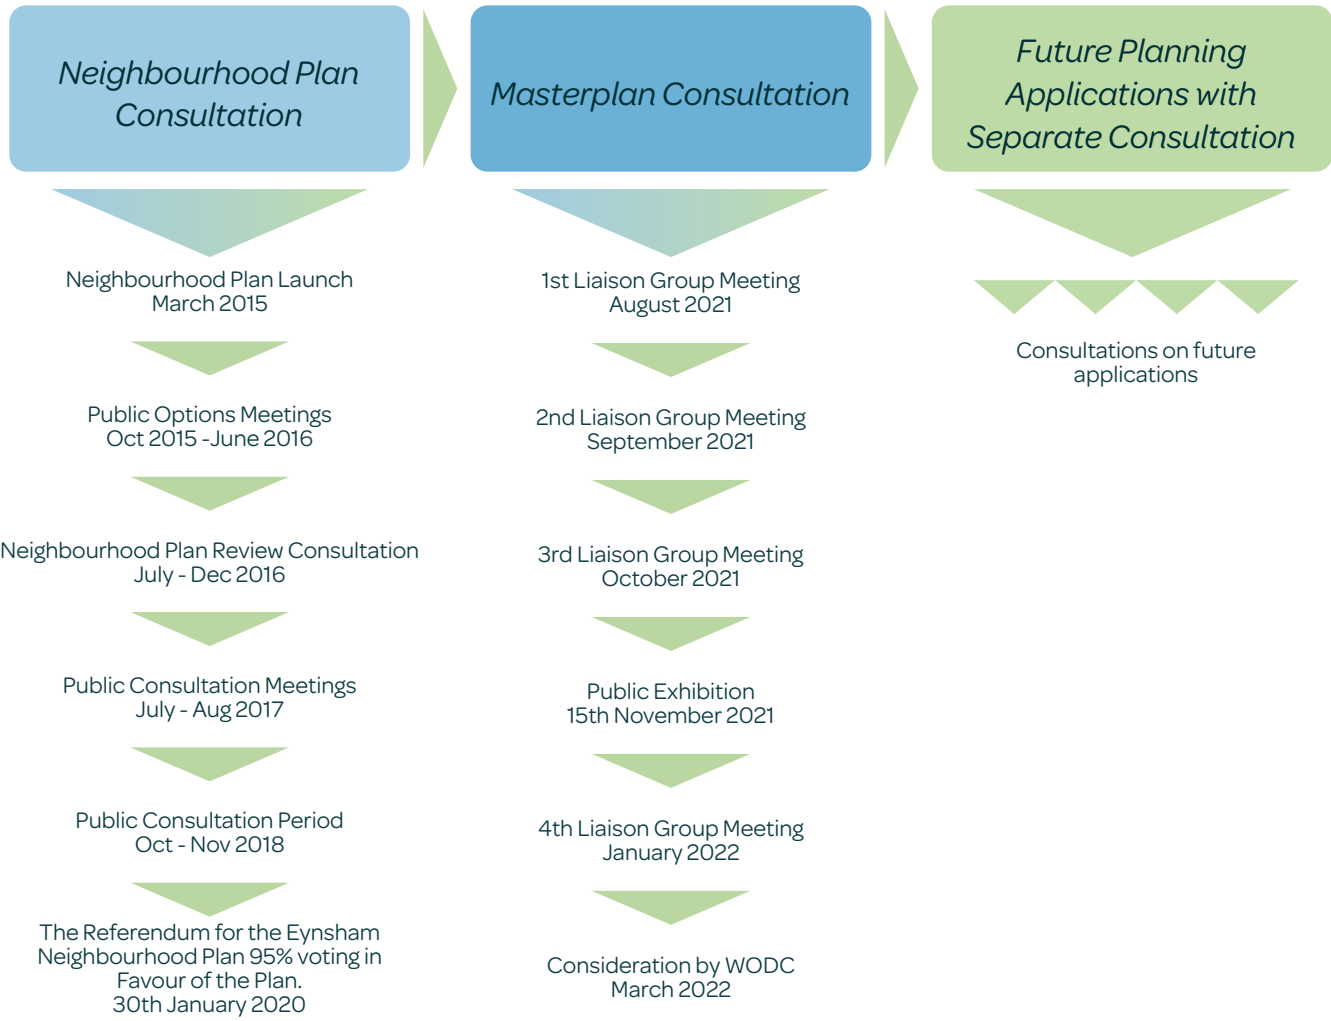 Neighbourhood Plan
Consultation
Neighbourhood Plan Launch
March 2015
Public Options Meetings
Oct 2015 -June 2016
Neighbourhood Plan Review Consultation
July - Dec 2016
Public Consultation Meetings
July - Aug 2017
Public Consultation Period
Oct - Nov 2018
The Referendum for the Eynsham
Neighbourhood Plan 95% voting in
Favour of the Plan.
30th January 2020
Masterplan Consultation
1st Liaison Group Meeting
August 2021
2nd Liaison Group Meeting
September 2021
3rd Liaison Group Meeting
October 2021
Public Exhibition
15th November 2021
4th Liaison Group Meeting
January 2022
Consideration by WODC
March 2022
Future Planning
Applications with
Separate Consultation
Consultations on future
applications